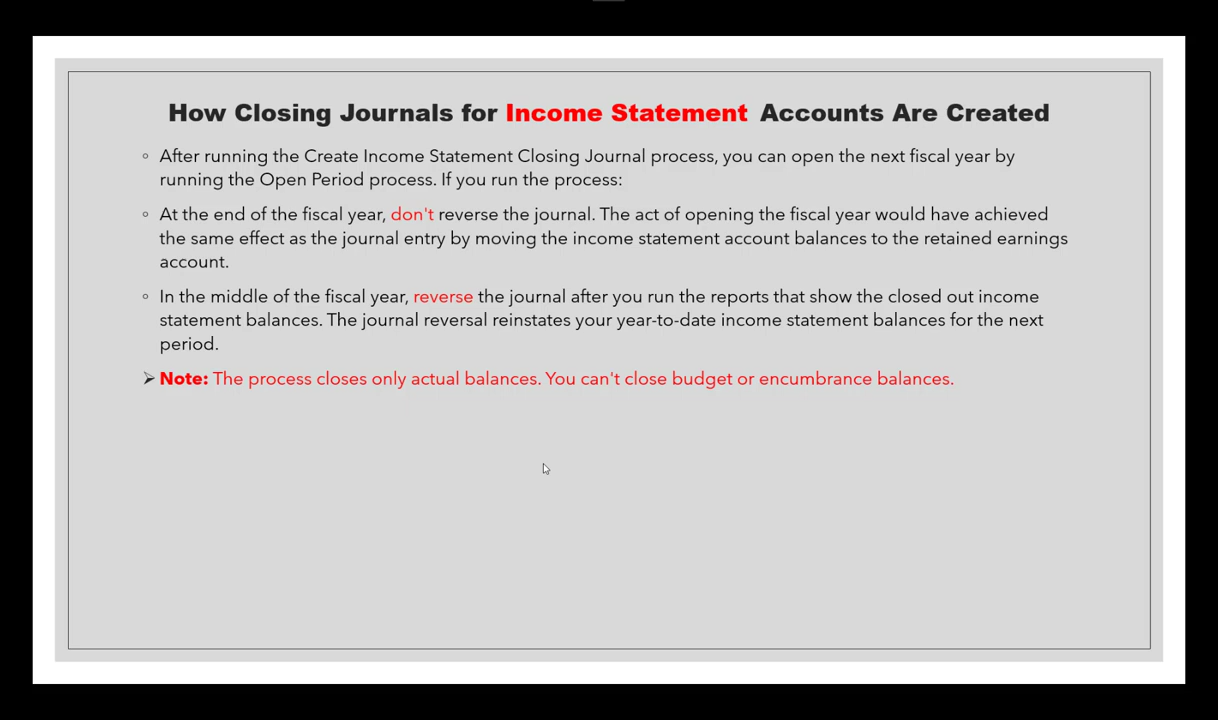 How Closing Journals for Income Statement Accounts Are Created
◦ After running the Create Income Statement Closing Journal process, you can open the next fiscal year by
running the Open Period process. If you run the process:
◦ At the end of the fiscal year, don't reverse the journal. The act of opening the fiscal year would have achieved
the same effect as the journal entry by moving the income statement account balances to the retained earnings
account.
◦ In the middle of the fiscal year, reverse the journal after you run the reports that show the closed out income
statement balances. The journal reversal reinstates your year-to-date income statement balances for the next
period.
➢ Note: The process closes only actual balances. You can't close budget or encumbrance balances.